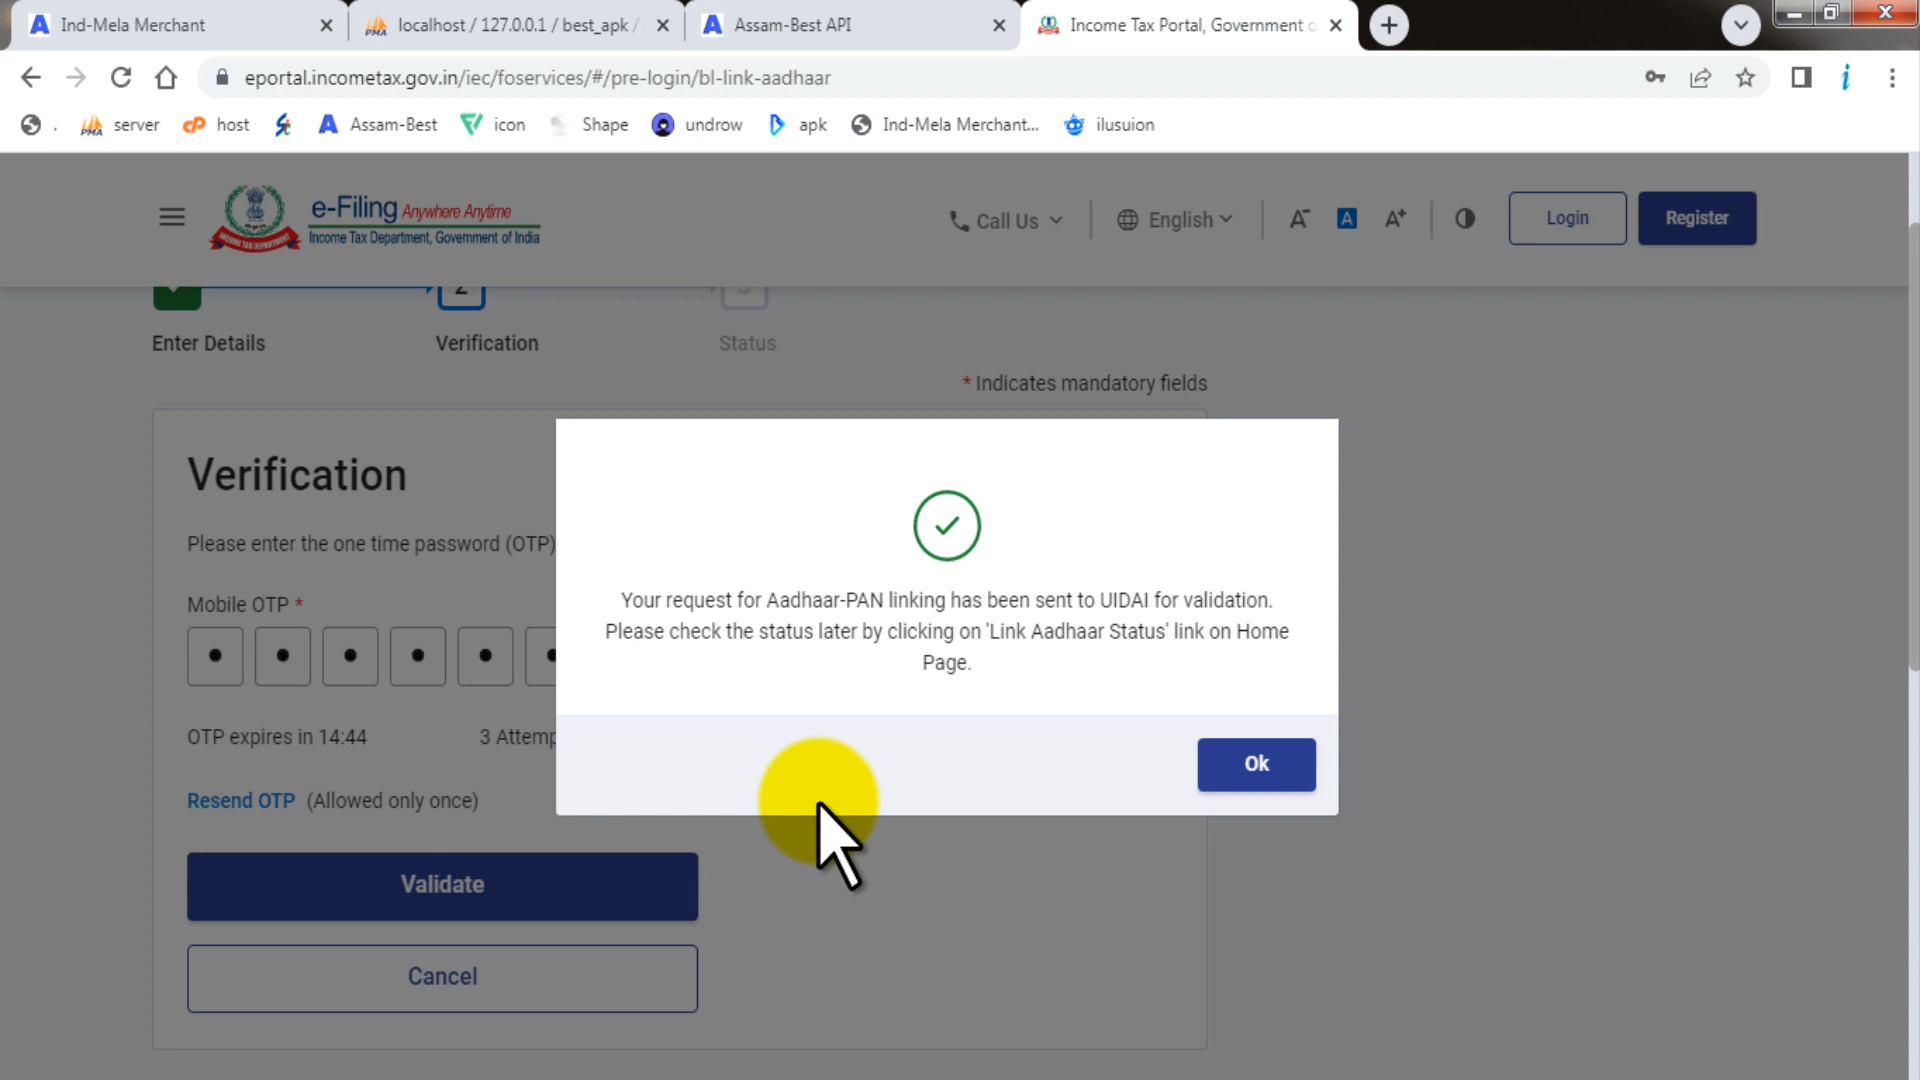 Ind-Mela Merchant
localhost / 127.0.0.1 / best_apk /
Assam-Best API
Income Tax Portal, Government o
eportal.incometax.gov.in/iec/foservices/#/pre-login/bl-link-aadhaar
. server host Assam-Best icon Shape undrow apk Ind-Mela Merchant... ilusuion
e-Filing Anywhere Anytime
Income Tax Department, Government of India
Call Us English A A A Login Register
2
Enter Details Verification Status
* Indicates mandatory fields
Verification
Please enter the one time password (OTP)
Mobile OTP *
OTP expires in 14:44 3 Attemp
Resend OTP (Allowed only once)
Validate
Cancel
Your request for Aadhaar-PAN linking has been sent to UIDAI for validation.
Please check the status later by clicking on 'Link Aadhaar Status' link on Home
Page.
Ok